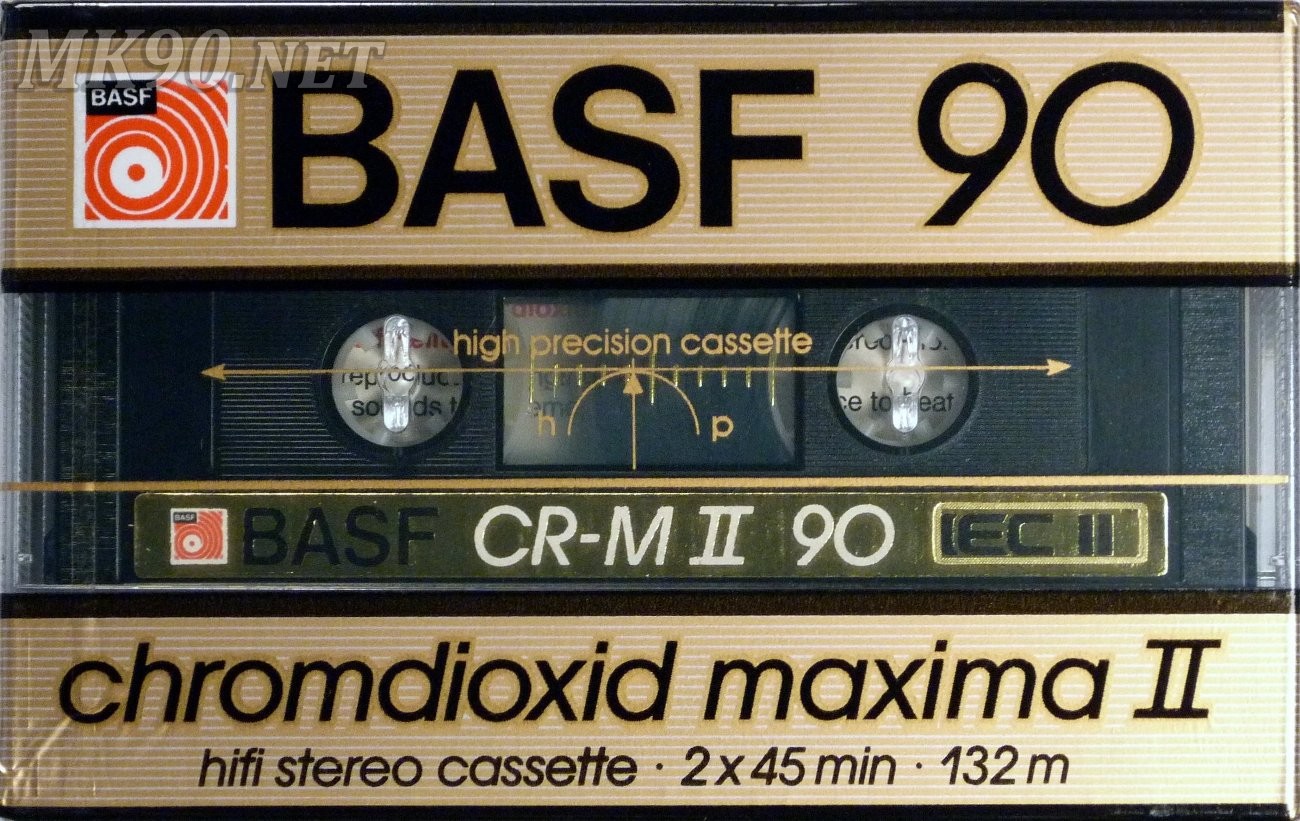 MK90.NET
BASF
BASF 90
high precision cassette
h p
BASF
BASF CR-M II 90 IEC II
chromdioxid maxima II
hifi stereo cassette · 2 x 45 min · 132 m